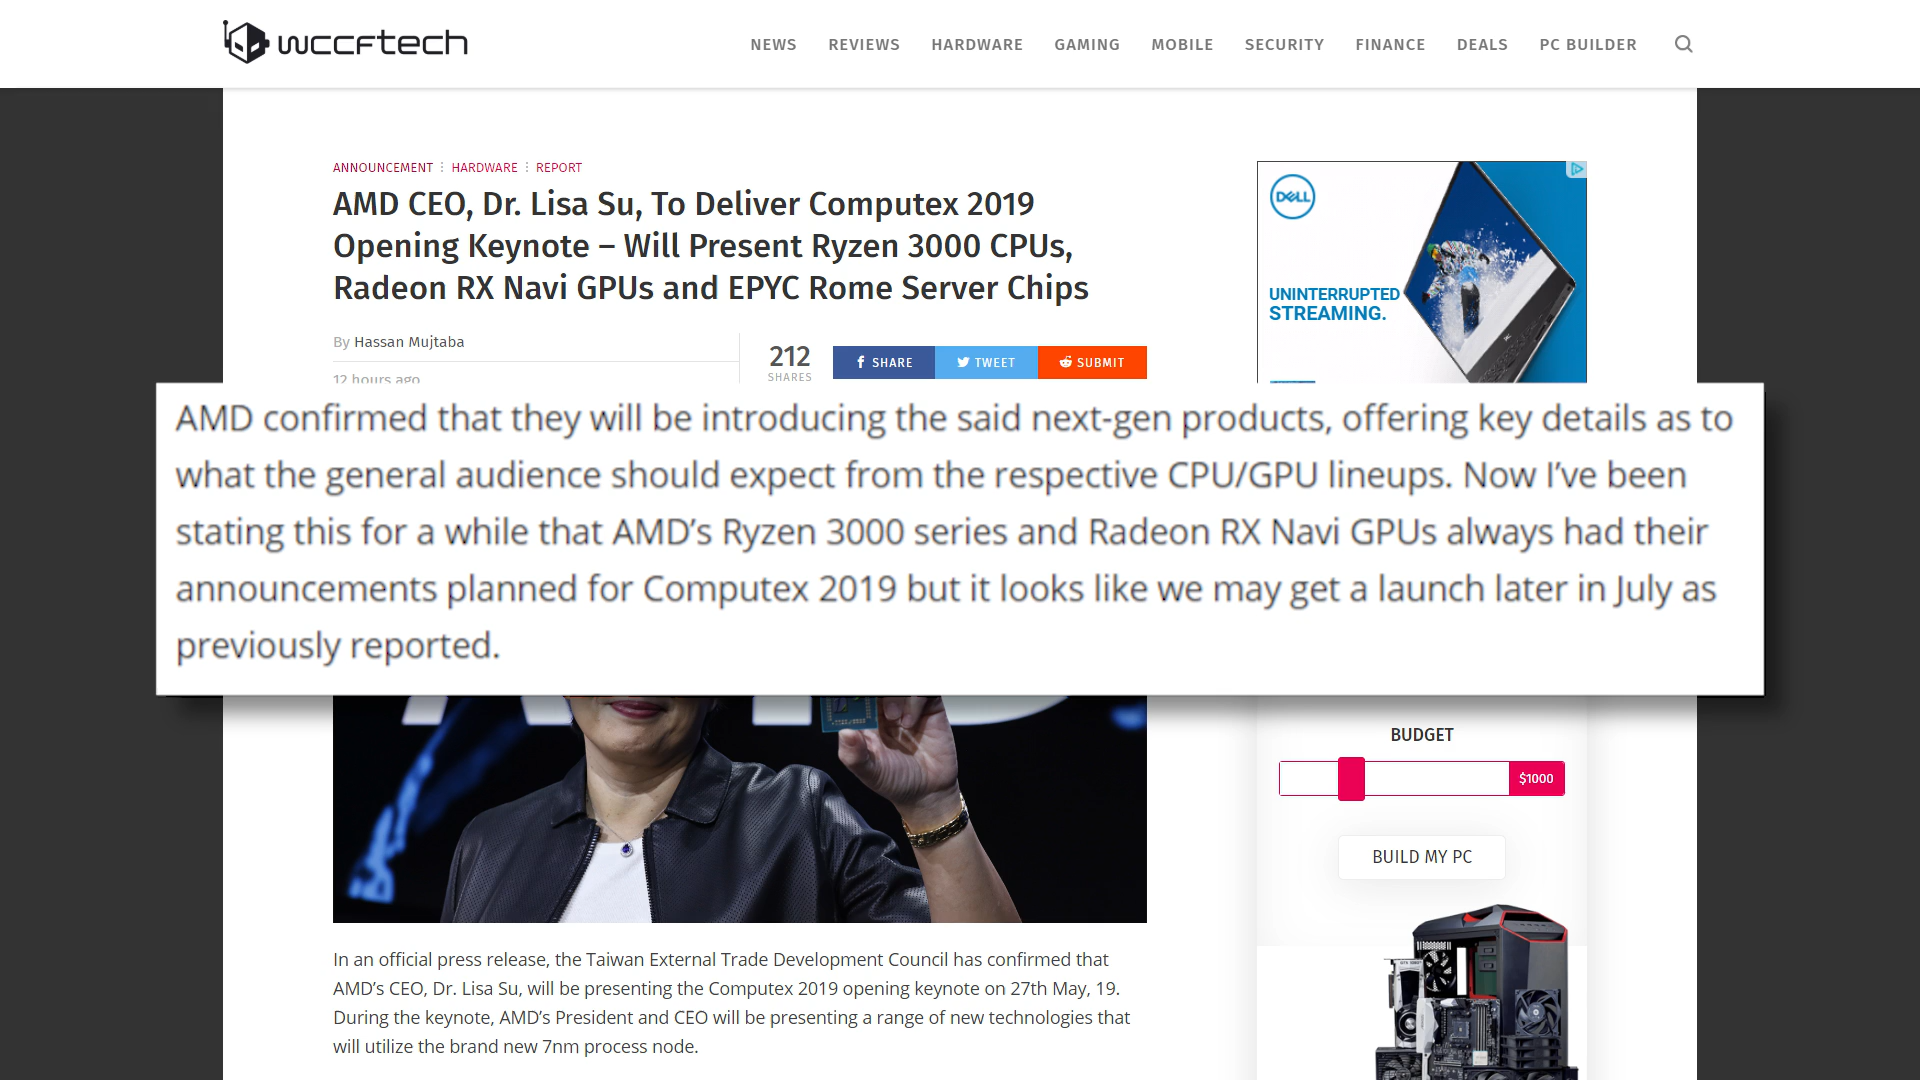 wccftech
NEWS REVIEWS HARDWARE GAMING MOBILE SECURITY FINANCE DEALS PC BUILDER
ANNOUNCEMENT HARDWARE REPORT
AMD CEO, Dr. Lisa Su, To Deliver Computex 2019
Opening Keynote – Will Present Ryzen 3000 CPUs,
Radeon RX Navi GPUs and EPYC Rome Server Chips
By Hassan Mujtaba
12 hours ago
212
SHARES
SHARE TWEET SUBMIT
DELL
UNINTERRUPTED
STREAMING.
AMD confirmed that they will be introducing the said next-gen products, offering key details as to
what the general audience should expect from the respective CPU/GPU lineups. Now I’ve been
stating this for a while that AMD’s Ryzen 3000 series and Radeon RX Navi GPUs always had their
announcements planned for Computex 2019 but it looks like we may get a launch later in July as
previously reported.
BUDGET
$1000
BUILD MY PC
In an official press release, the Taiwan External Trade Development Council has confirmed that
AMD’s CEO, Dr. Lisa Su, will be presenting the Computex 2019 opening keynote on 27th May, 19.
During the keynote, AMD’s President and CEO will be presenting a range of new technologies that
will utilize the brand new 7nm process node.